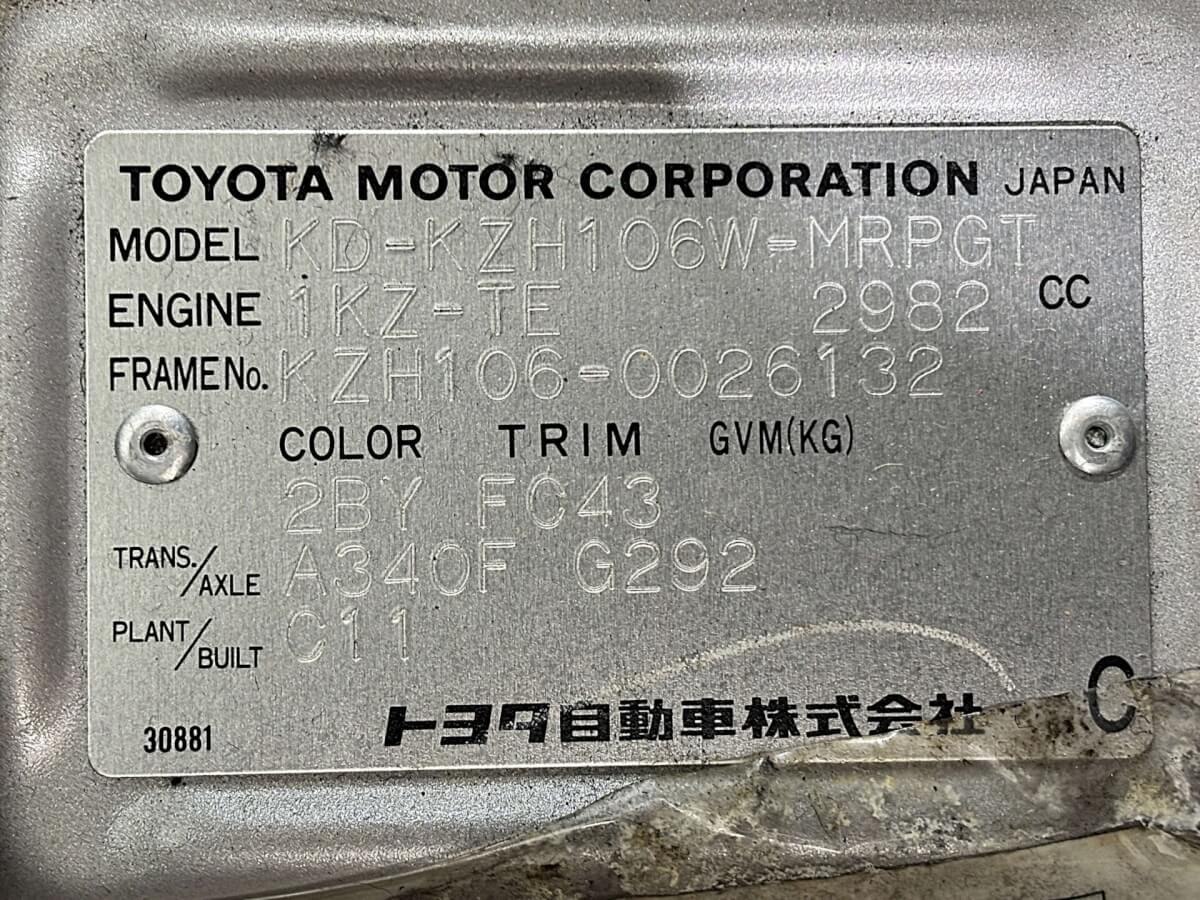 TOYOTA MOTOR CORPORATION JAPAN
MODEL KD-KZH106W-MRPGT
ENGINE 1KZ-TE 2982 CC
FRAME No. KZH106-0026132
COLOR TRIM GVM(KG)
2BY FC43
TRANS./AXLE A340F G292
PLANT/BUILT C11
30881 トヨタ自動車株式会社 C